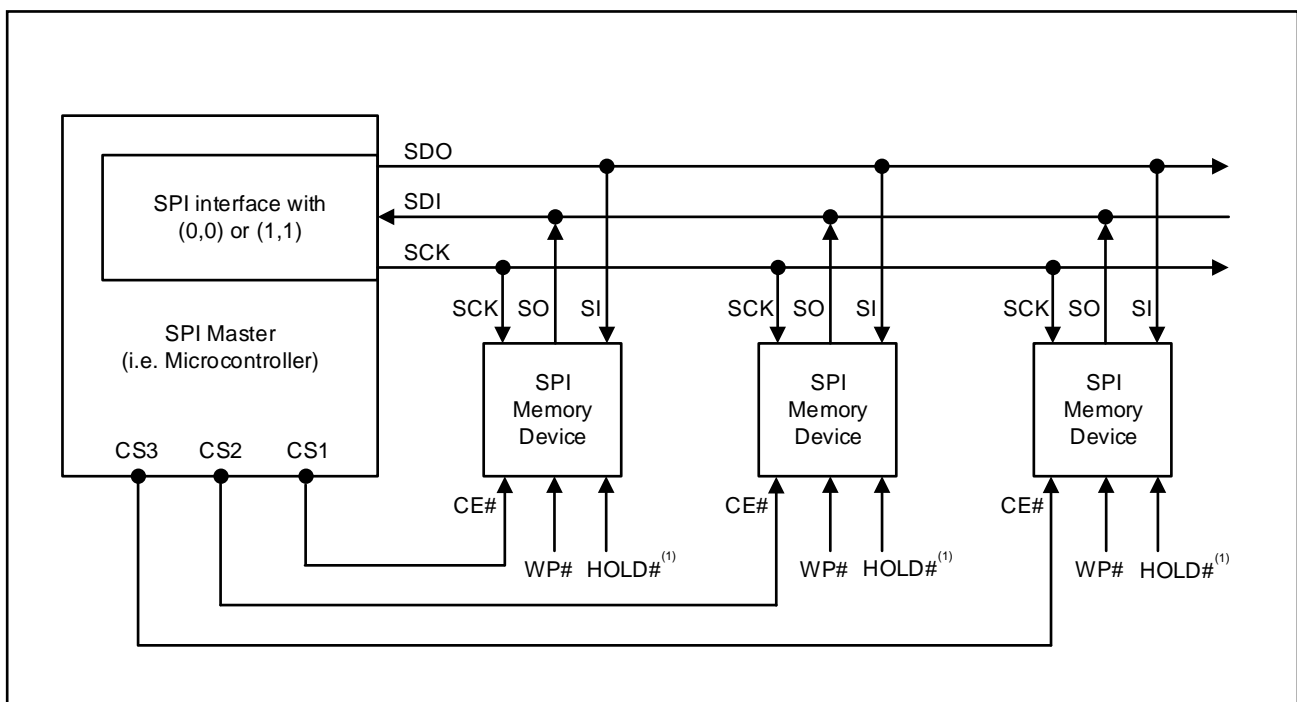 SDO
SPI interface with
(0,0) or (1,1)
SDI
SCK
SPI Master
(i.e. Microcontroller)
SCK SO SI
SCK SO SI
SCK SO SI
SPI
Memory
Device
SPI
Memory
Device
SPI
Memory
Device
CS3 CS2 CS1
CE#
WP# HOLD#(1)
CE#
WP# HOLD#(1)
CE#
WP# HOLD#(1)